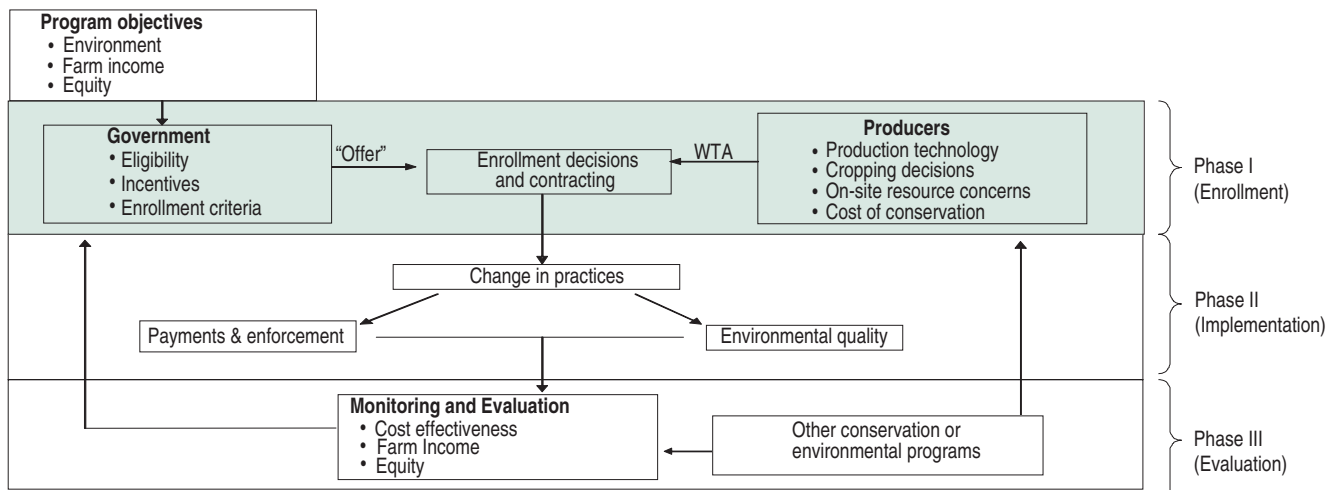 Program objectives
• Environment
• Farm income
• Equity
Government
• Eligibility
• Incentives
• Enrollment criteria
“Offer”
Enrollment decisions
and contracting
WTA
Producers
• Production technology
• Cropping decisions
• On-site resource concerns
• Cost of conservation
Phase I
(Enrollment)
Change in practices
Payments & enforcement
Environmental quality
Phase II
(Implementation)
Monitoring and Evaluation
• Cost effectiveness
• Farm Income
• Equity
Other conservation or
environmental programs
Phase III
(Evaluation)